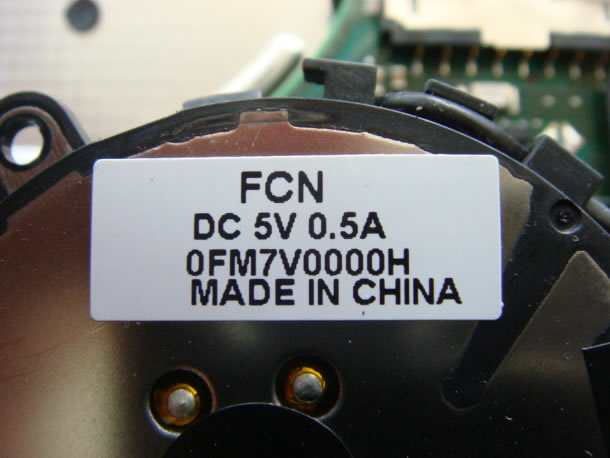 FCN
DC 5V 0.5A
0FM7V0000H
MADE IN CHINA